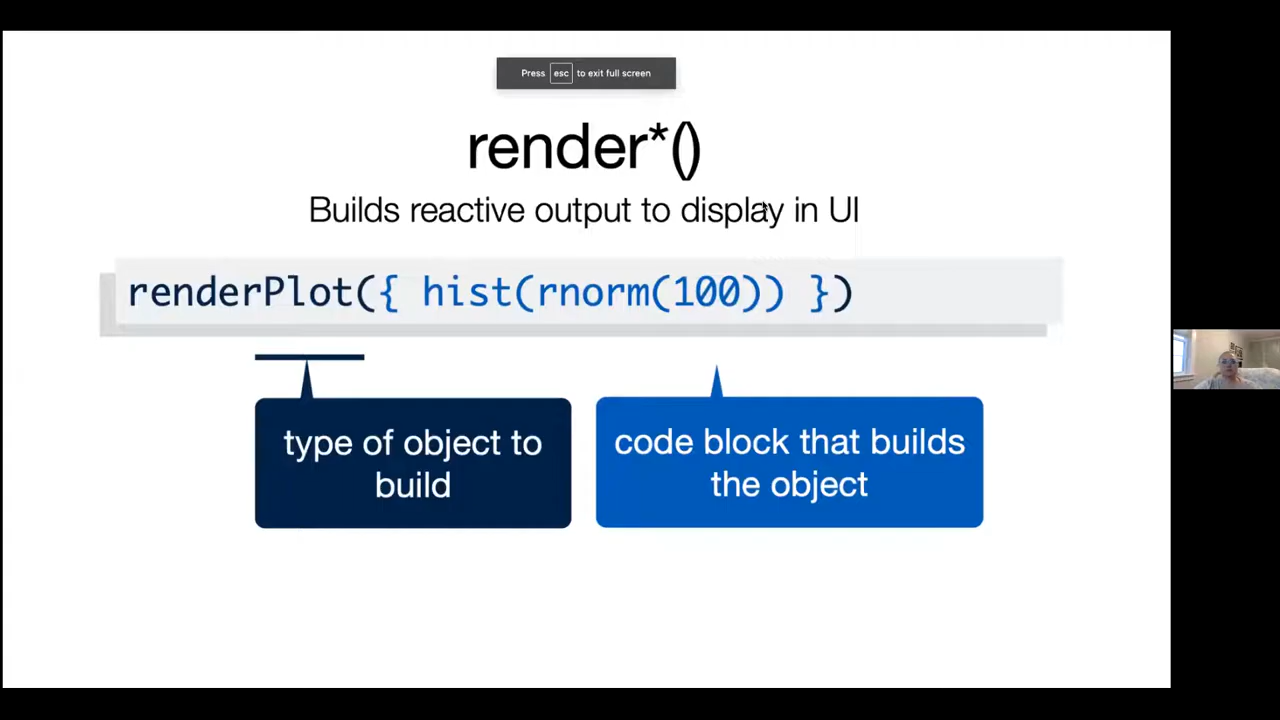 Press esc to exit full screen
render*()
Builds reactive output to display in UI
renderPlot({ hist(rnorm(100)) })
type of object to
build
code block that builds
the object